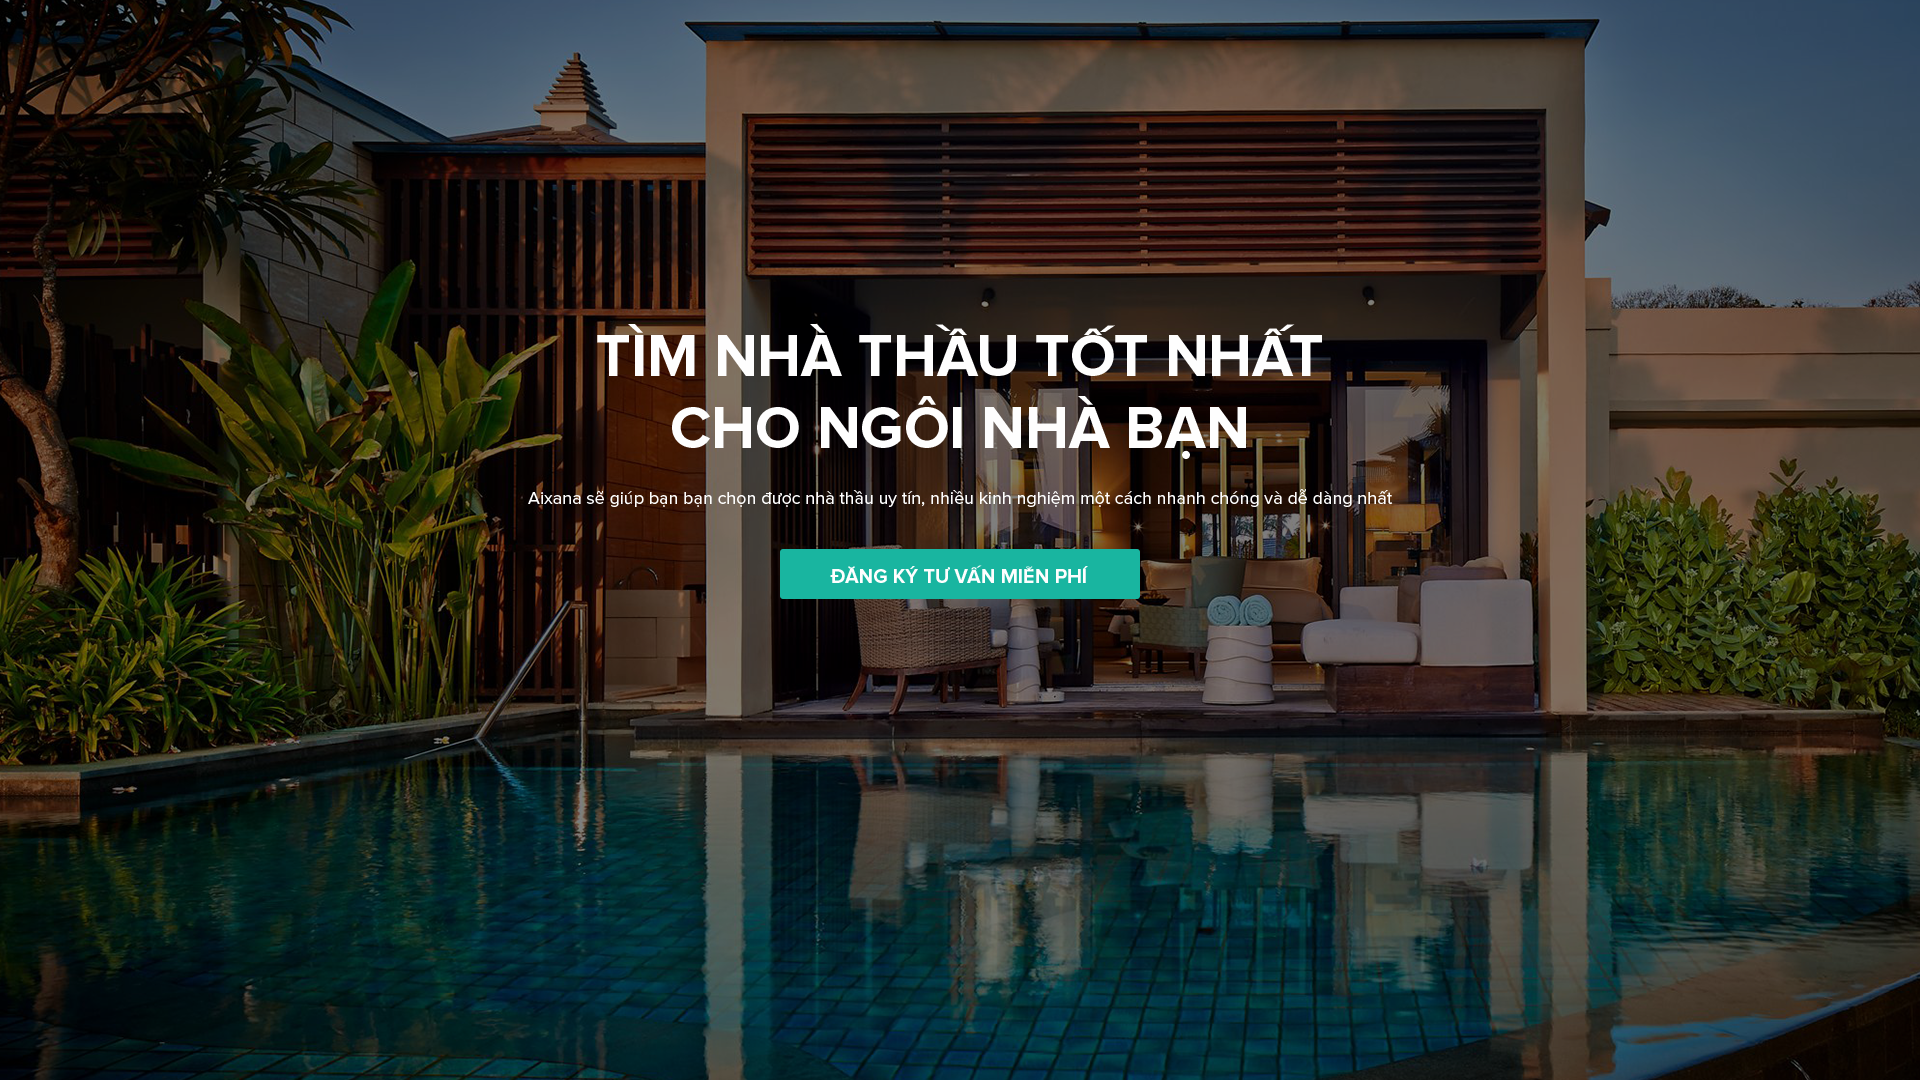 TÌM NHÀ THẦU TỐT NHẤT
CHO NGÔI NHÀ BẠN
Aixana sẽ giúp bạn bạn chọn được nhà thầu uy tín, nhiều kinh nghiệm một cách nhanh chóng và dễ dàng nhất
ĐĂNG KÝ TƯ VẤN MIỄN PHÍ